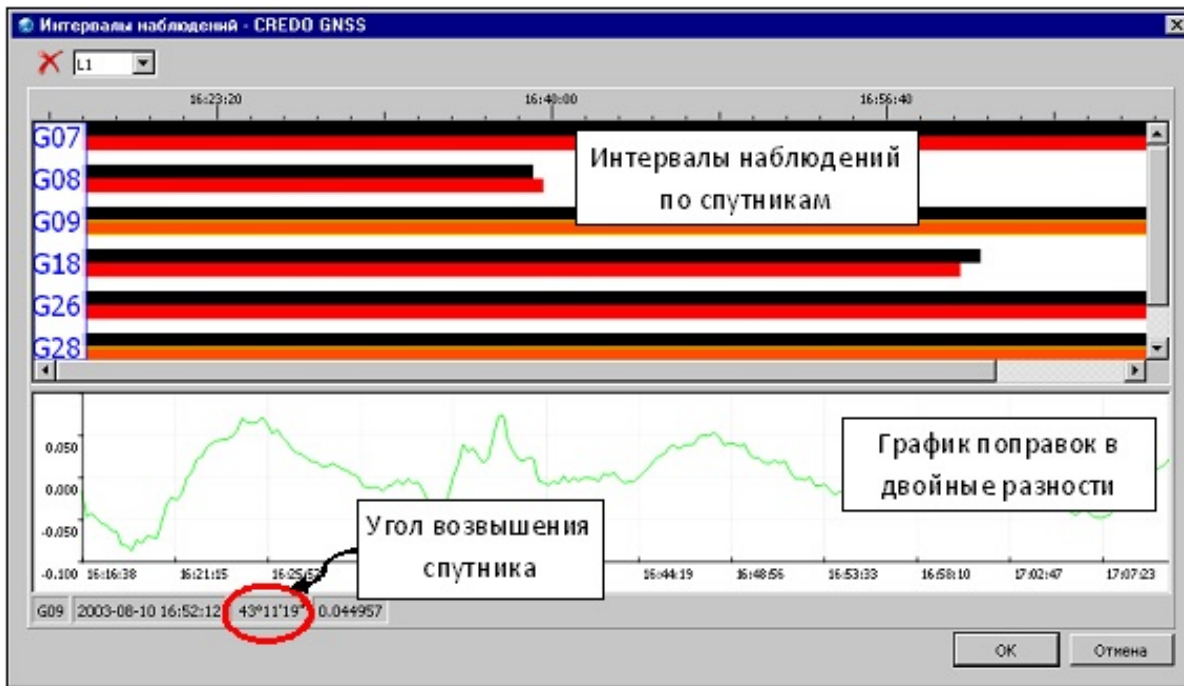 Интервалы наблюдений - CREDO GNSS
L1
16:23:20 16:40:00 16:56:40
G07
G08
G09
G18
G26
G28
Интервалы наблюдений
по спутникам
0.050
0.000
-0.050
-0.100
График поправок в
двойные разности
Угол возвышения
спутника
16:16:38 16:21:15 16:25:52 16:44:19 16:48:56 16:53:33 16:58:10 17:02:47 17:07:23
G09 2003-08-10 16:52:12 43°11'19" 0.044957
OK Отмена